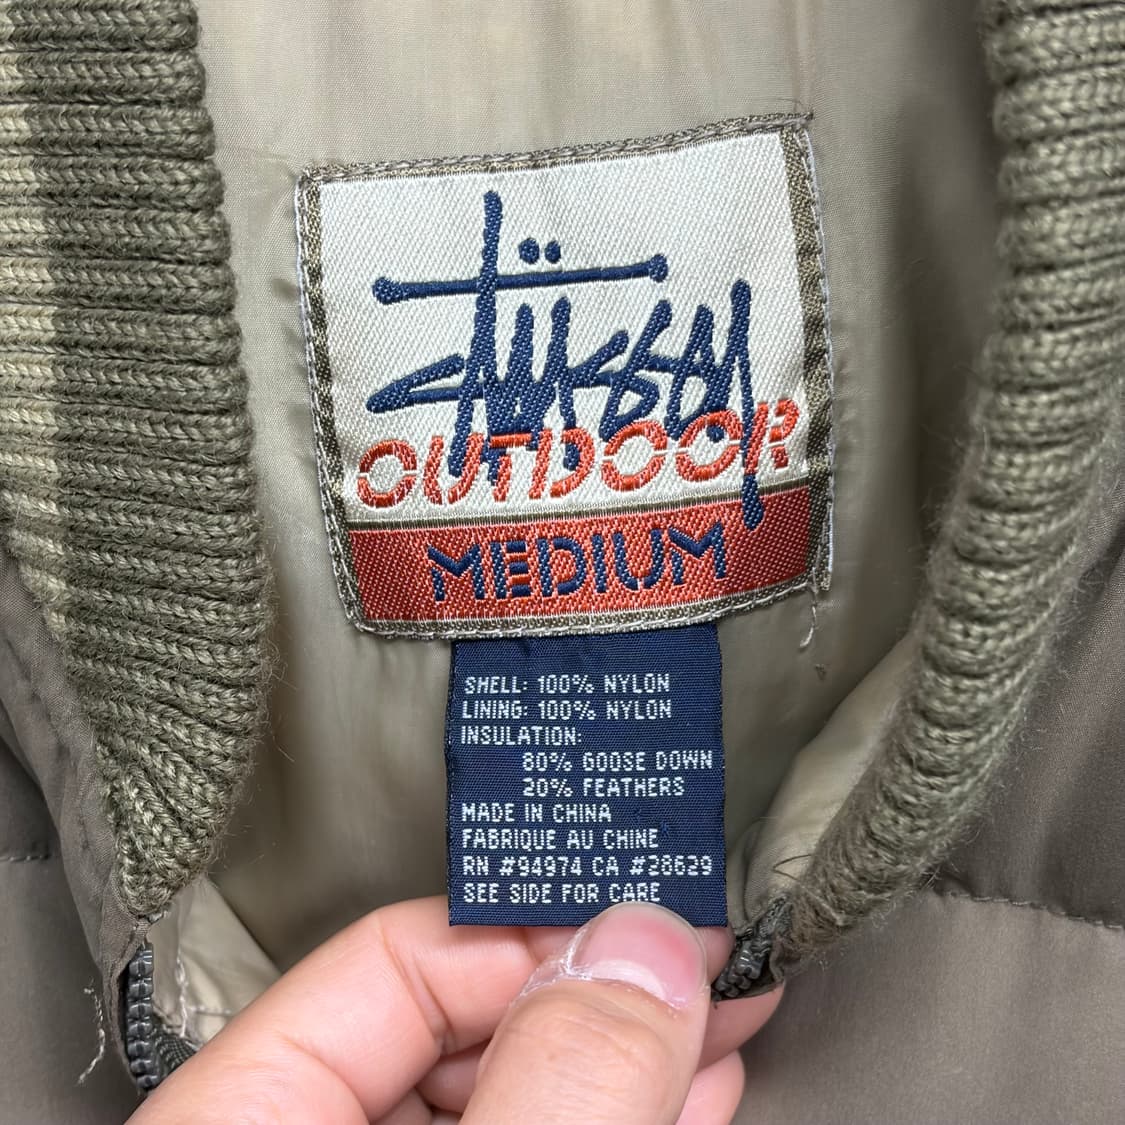 STÜSSY
OUTDOOR
MEDIUM
SHELL: 100% NYLON
LINING: 100% NYLON
INSULATION:
80% GOOSE DOWN
20% FEATHERS
MADE IN CHINA
FABRIQUE AU CHINE
RN #94974 CA #28629
SEE SIDE FOR CARE